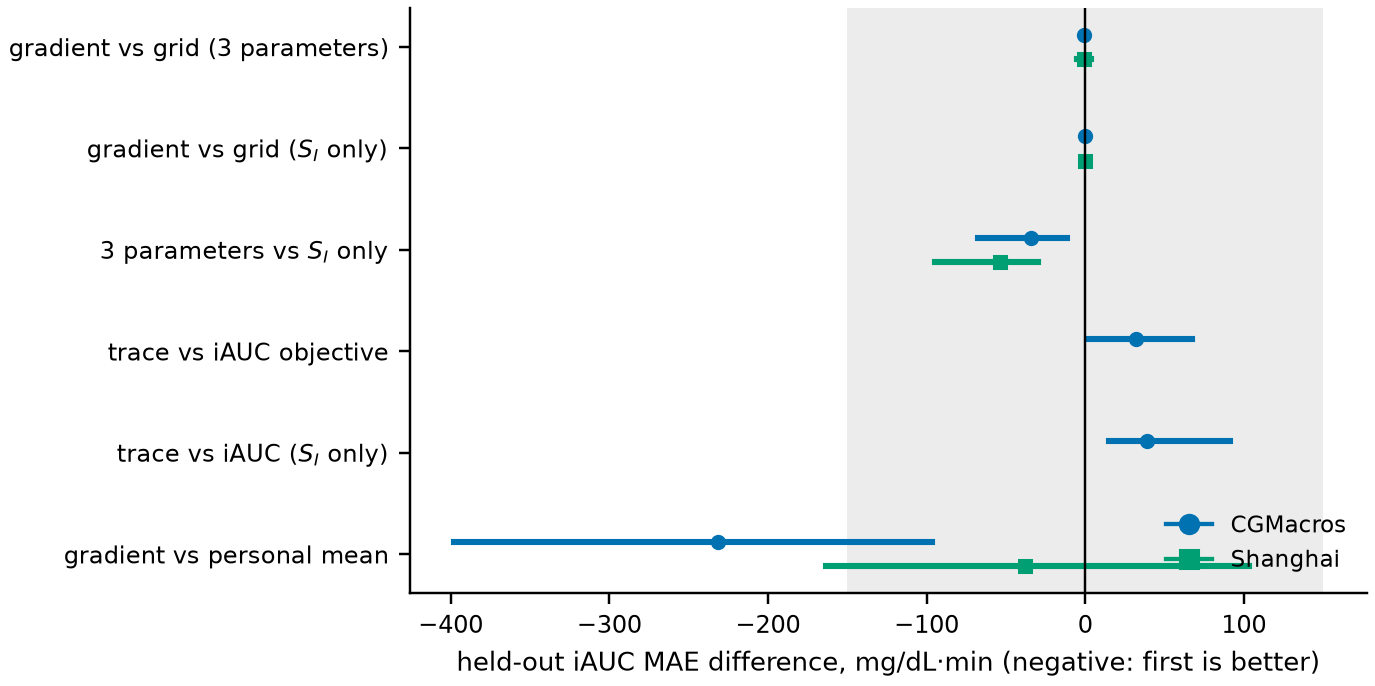 gradient vs grid (3 parameters)
gradient vs grid (S_I only)
3 parameters vs S_I only
trace vs iAUC objective
trace vs iAUC (S_I only)
gradient vs personal mean
CGMacros
Shanghai
−400 −300 −200 −100 0 100
held-out iAUC MAE difference, mg/dL·min (negative: first is better)